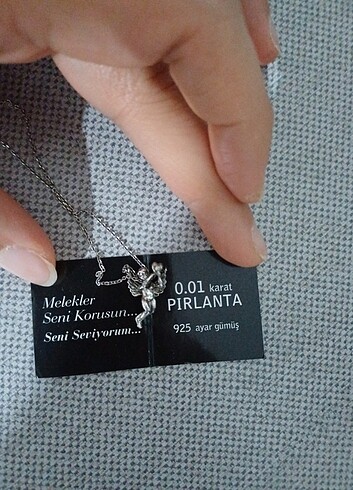 Melekler
Seni Korusun...
Seni Seviyorum...
0.01 karat
PIRLANTA
925 ayar gümüş